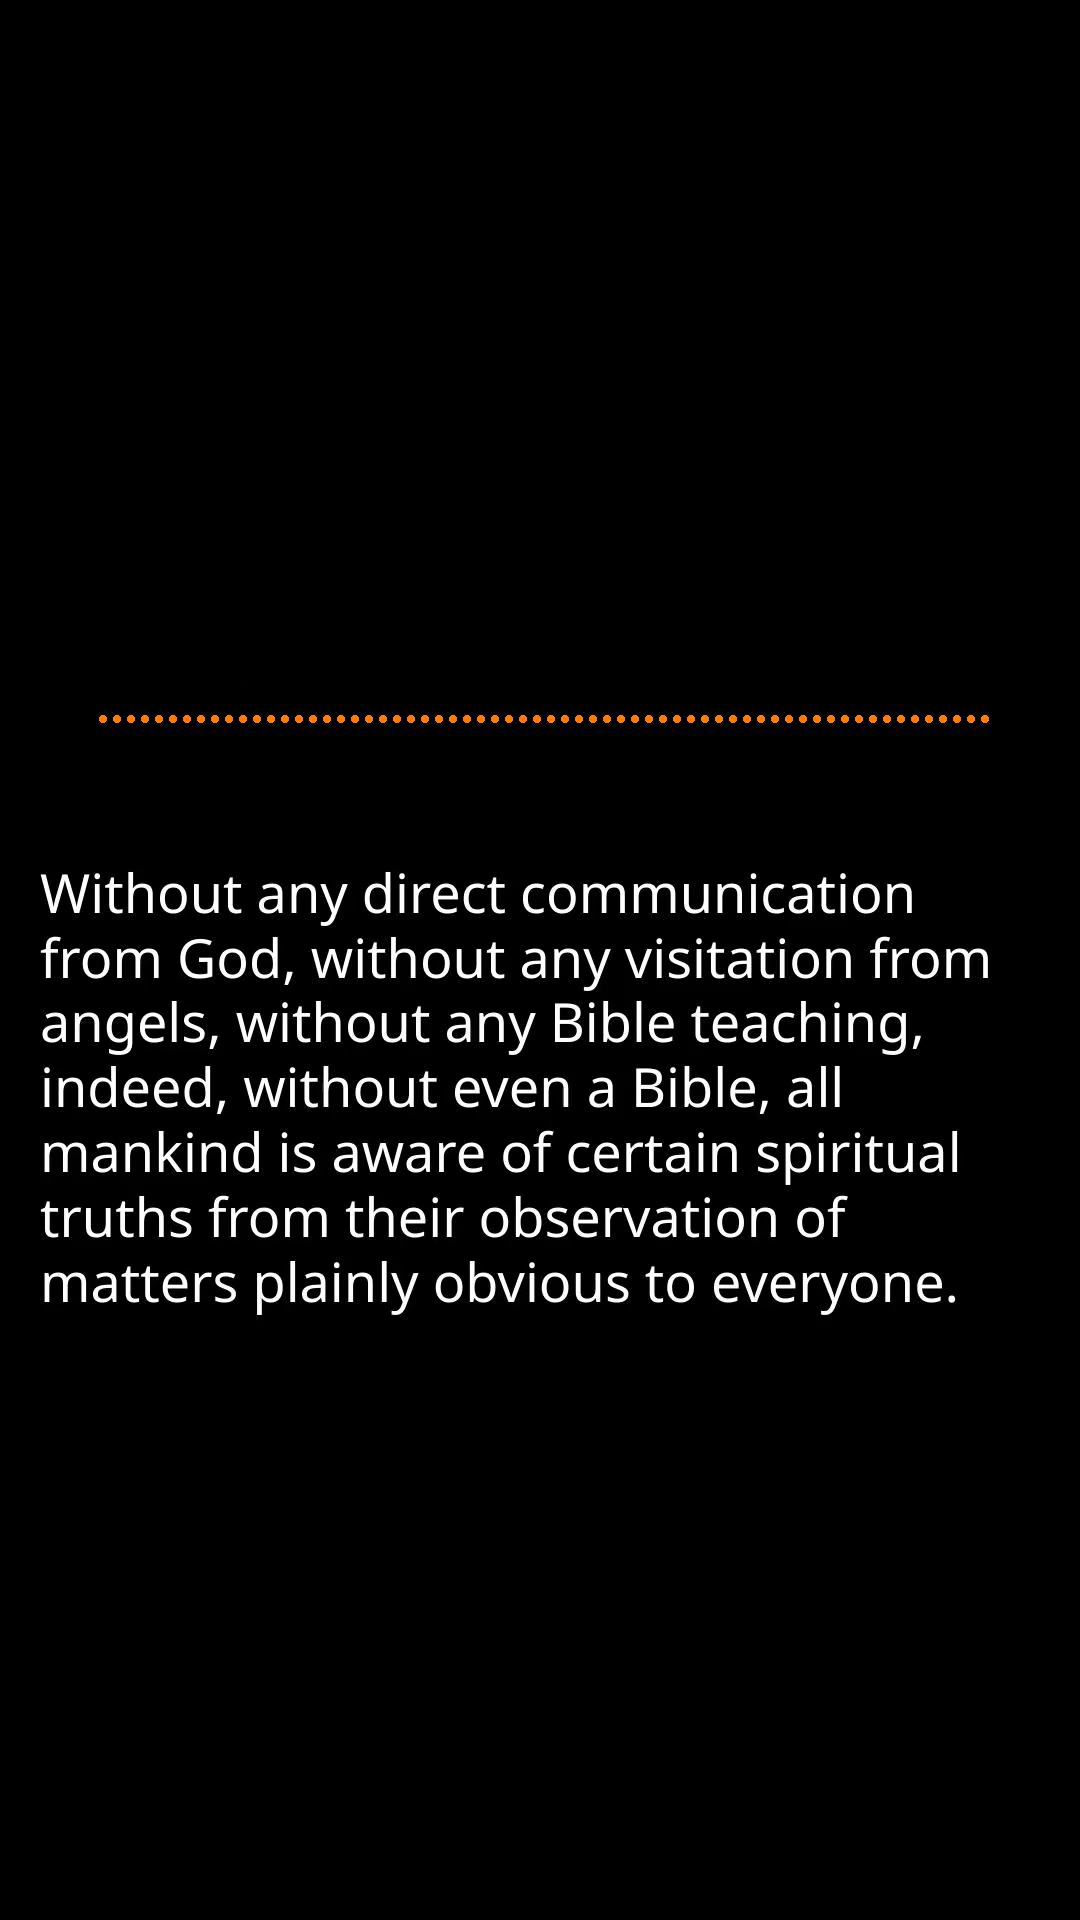 Without any direct communication
from God, without any visitation from
angels, without any Bible teaching,
indeed, without even a Bible, all
mankind is aware of certain spiritual
truths from their observation of
matters plainly obvious to everyone.